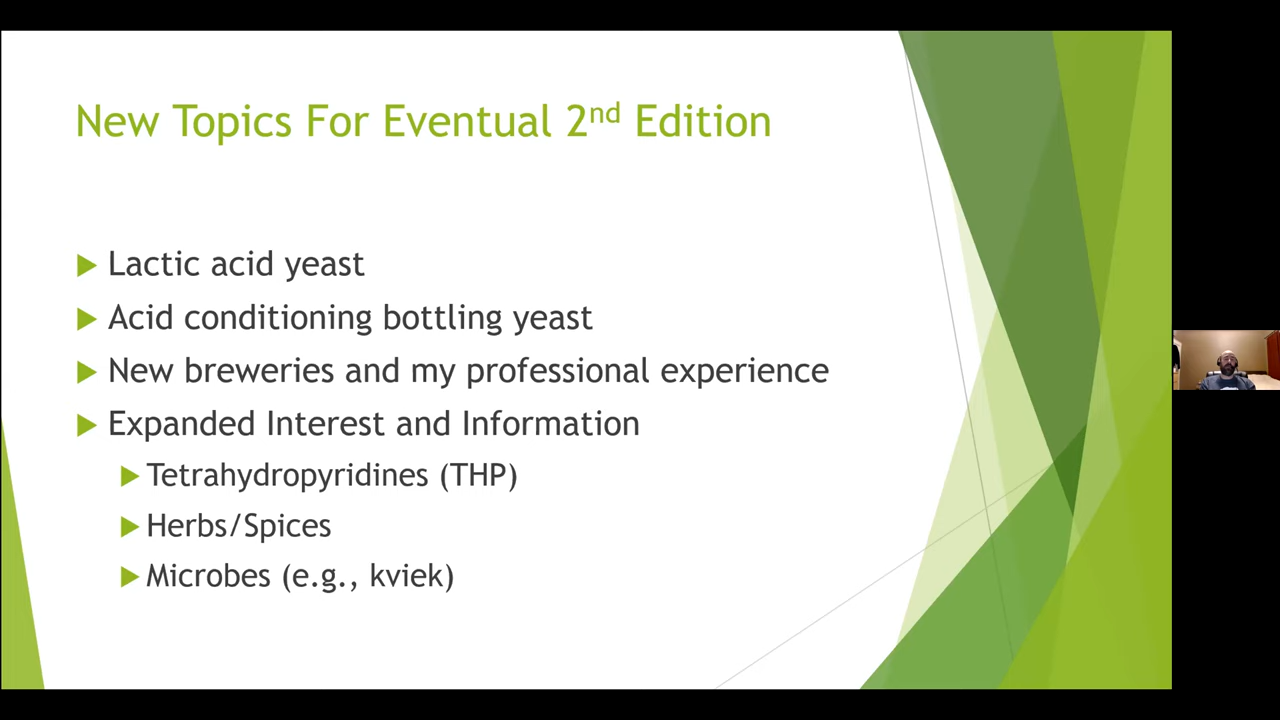 New Topics For Eventual 2nd Edition
Lactic acid yeast
Acid conditioning bottling yeast
New breweries and my professional experience
Expanded Interest and Information
Tetrahydropyridines (THP)
Herbs/Spices
Microbes (e.g., kviek)